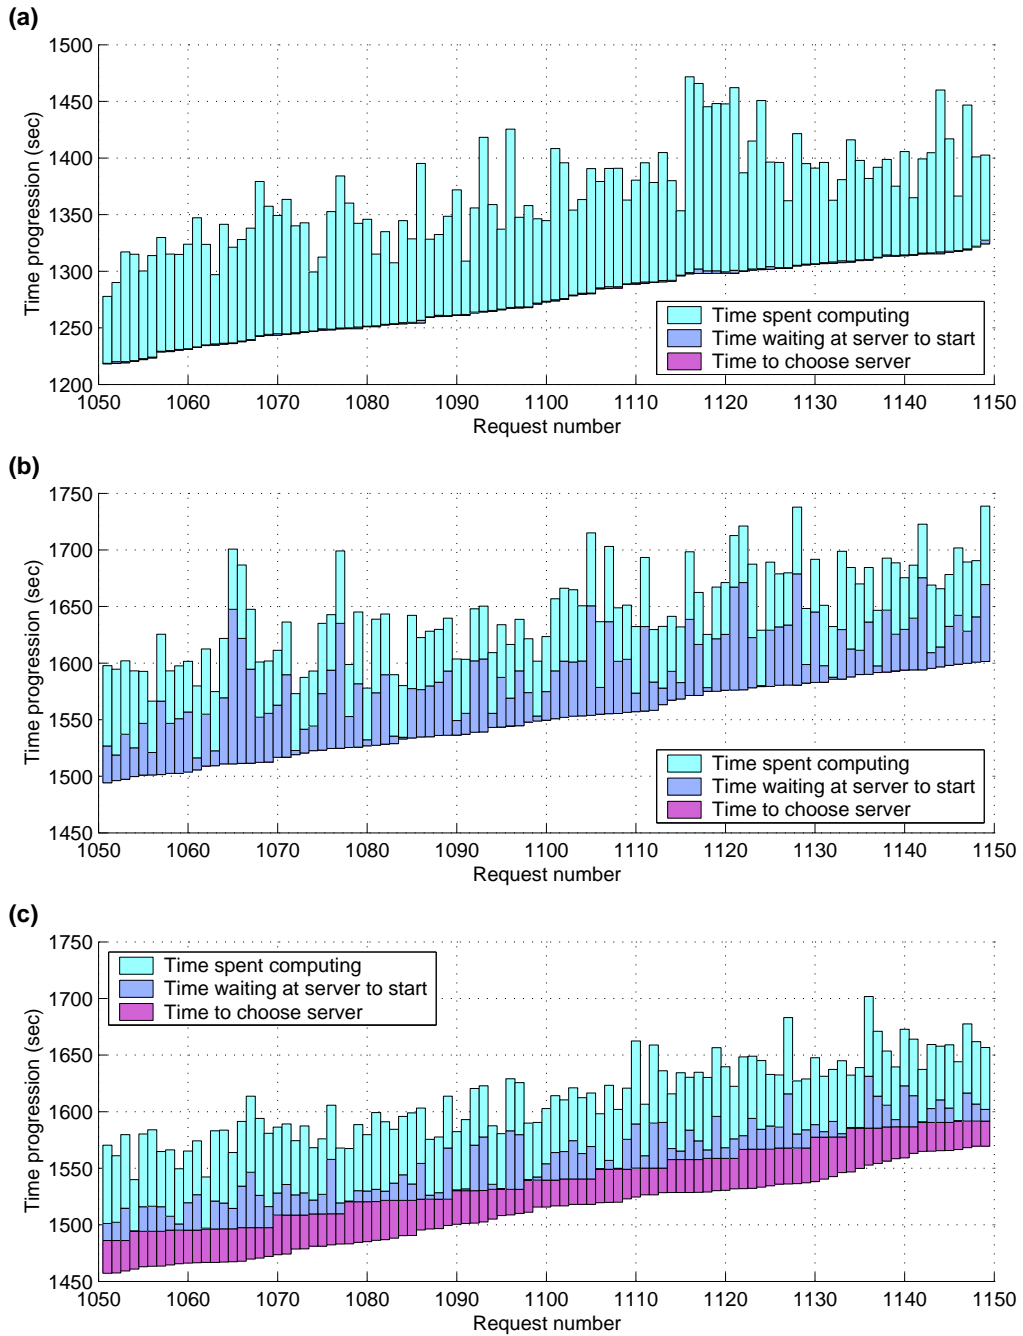 (a)
1500
1450
1400
1350
1300
1250
1200
Time progression (sec)
Time spent computing
Time waiting at server to start
Time to choose server
1050 1060 1070 1080 1090 1100 1110 1120 1130 1140 1150
Request number
(b)
1750
1700
1650
1600
1550
1500
1450
Time progression (sec)
Time spent computing
Time waiting at server to start
Time to choose server
1050 1060 1070 1080 1090 1100 1110 1120 1130 1140 1150
Request number
(c)
1750
1700
1650
1600
1550
1500
1450
Time progression (sec)
Time spent computing
Time waiting at server to start
Time to choose server
1050 1060 1070 1080 1090 1100 1110 1120 1130 1140 1150
Request number